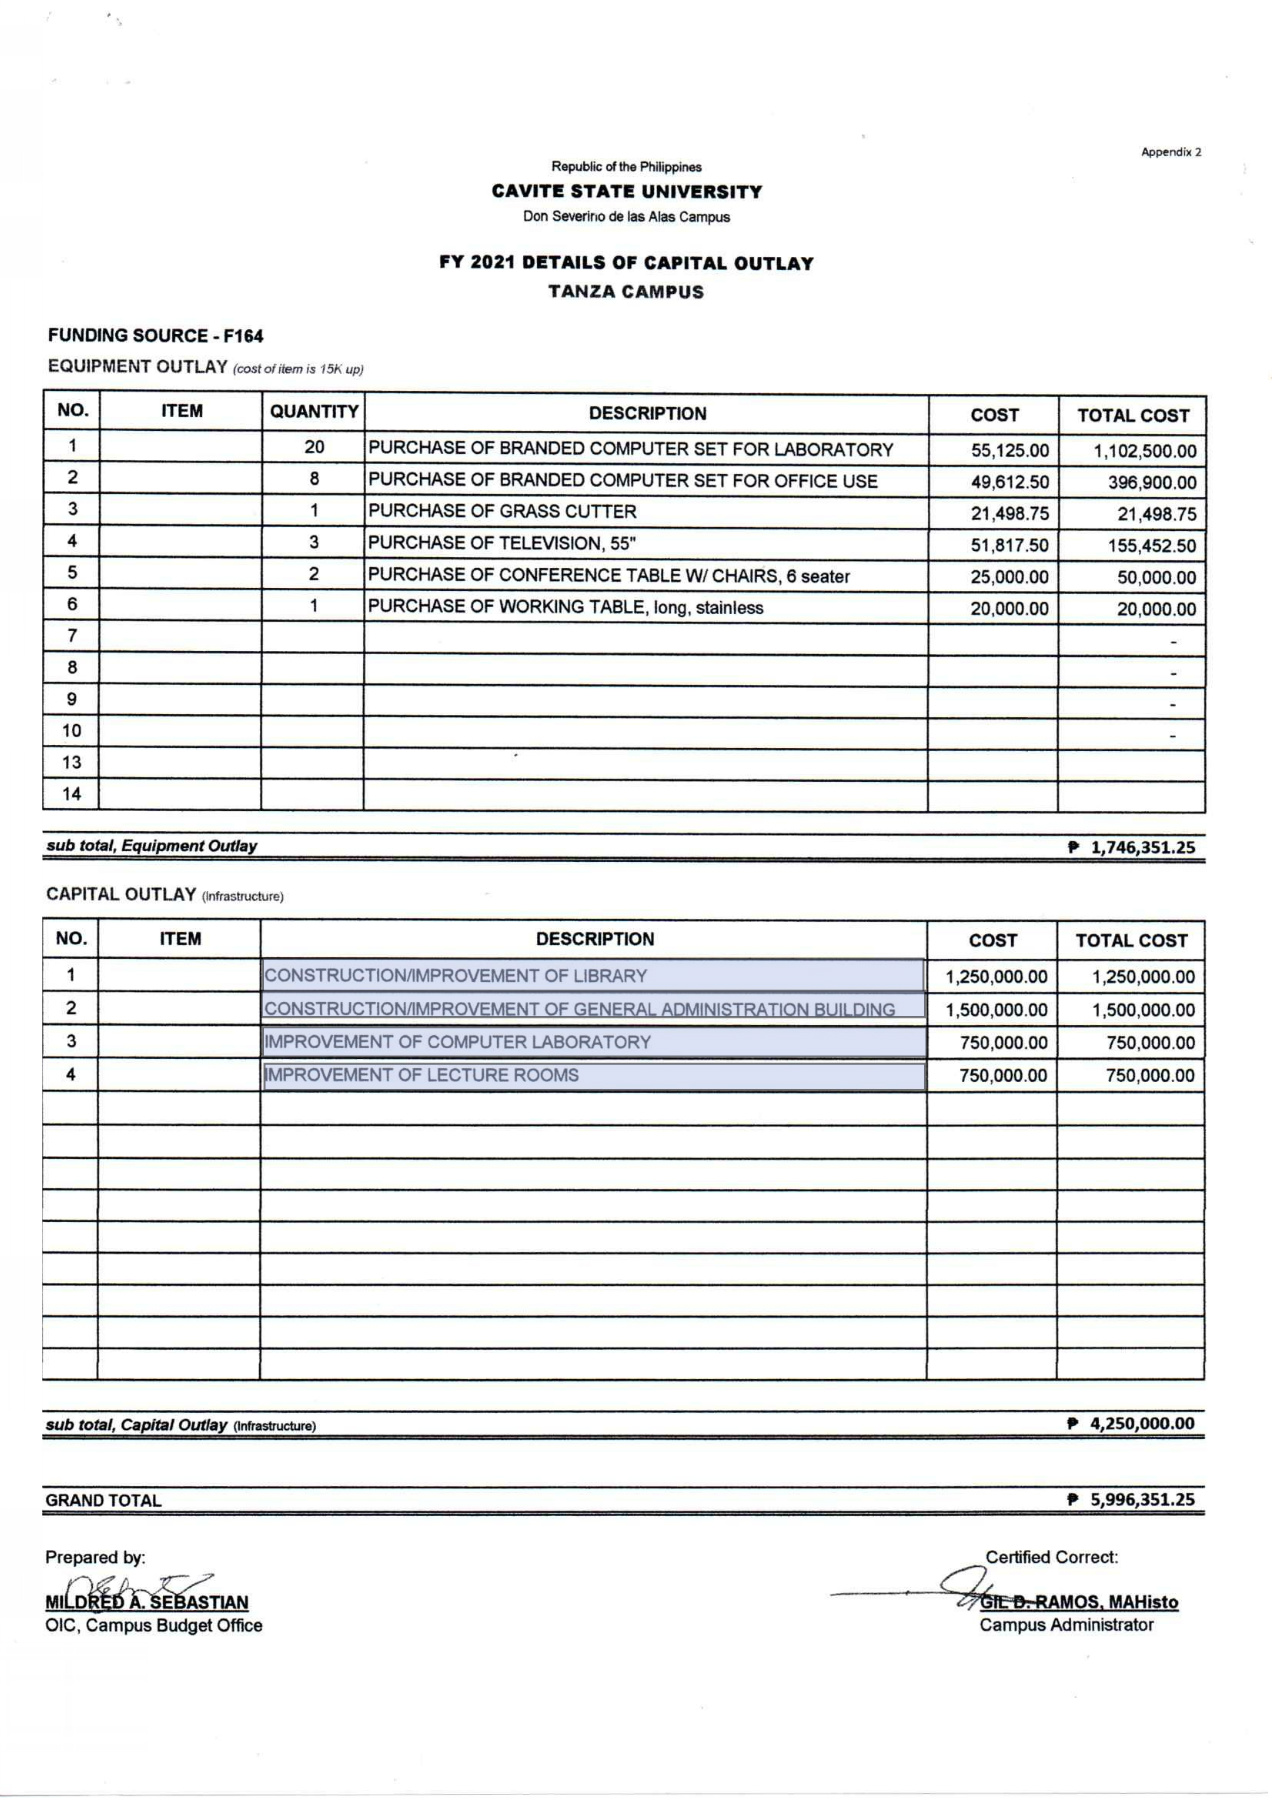 Appendix 2
Republic of the Philippines
CAVITE STATE UNIVERSITY
Don Severino de las Alas Campus
FY 2021 DETAILS OF CAPITAL OUTLAY
TANZA CAMPUS
FUNDING SOURCE - F164
EQUIPMENT OUTLAY (cost of item is 15K up)
NO. ITEM QUANTITY DESCRIPTION COST TOTAL COST
1 20 PURCHASE OF BRANDED COMPUTER SET FOR LABORATORY 55,125.00 1,102,500.00
2 8 PURCHASE OF BRANDED COMPUTER SET FOR OFFICE USE 49,612.50 396,900.00
3 1 PURCHASE OF GRASS CUTTER 21,498.75 21,498.75
4 3 PURCHASE OF TELEVISION, 55" 51,817.50 155,452.50
5 2 PURCHASE OF CONFERENCE TABLE W/ CHAIRS, 6 seater 25,000.00 50,000.00
6 1 PURCHASE OF WORKING TABLE, long, stainless 20,000.00 20,000.00
7 -
8 -
9 -
10 -
13
14
sub total, Equipment Outlay ₱ 1,746,351.25
CAPITAL OUTLAY (Infrastructure)
NO. ITEM DESCRIPTION COST TOTAL COST
1 CONSTRUCTION/IMPROVEMENT OF LIBRARY 1,250,000.00 1,250,000.00
2 CONSTRUCTION/IMPROVEMENT OF GENERAL ADMINISTRATION BUILDING 1,500,000.00 1,500,000.00
3 IMPROVEMENT OF COMPUTER LABORATORY 750,000.00 750,000.00
4 IMPROVEMENT OF LECTURE ROOMS 750,000.00 750,000.00
sub total, Capital Outlay (Infrastructure) ₱ 4,250,000.00
GRAND TOTAL ₱ 5,996,351.25
Prepared by: Certified Correct:
MILDRED A. SEBASTIAN GIL D. RAMOS, MAHisto
OIC, Campus Budget Office Campus Administrator